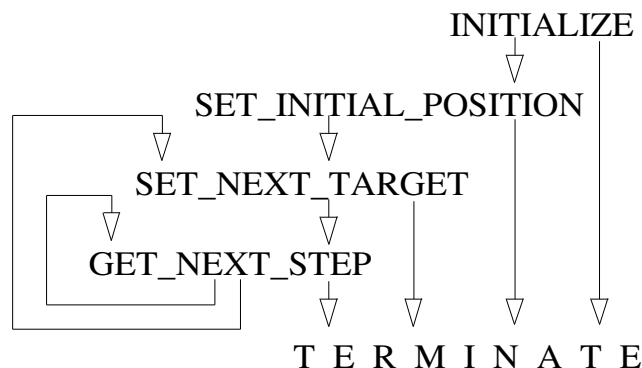 INITIALIZE
SET_INITIAL_POSITION
SET_NEXT_TARGET
GET_NEXT_STEP
T E R M I N A T E